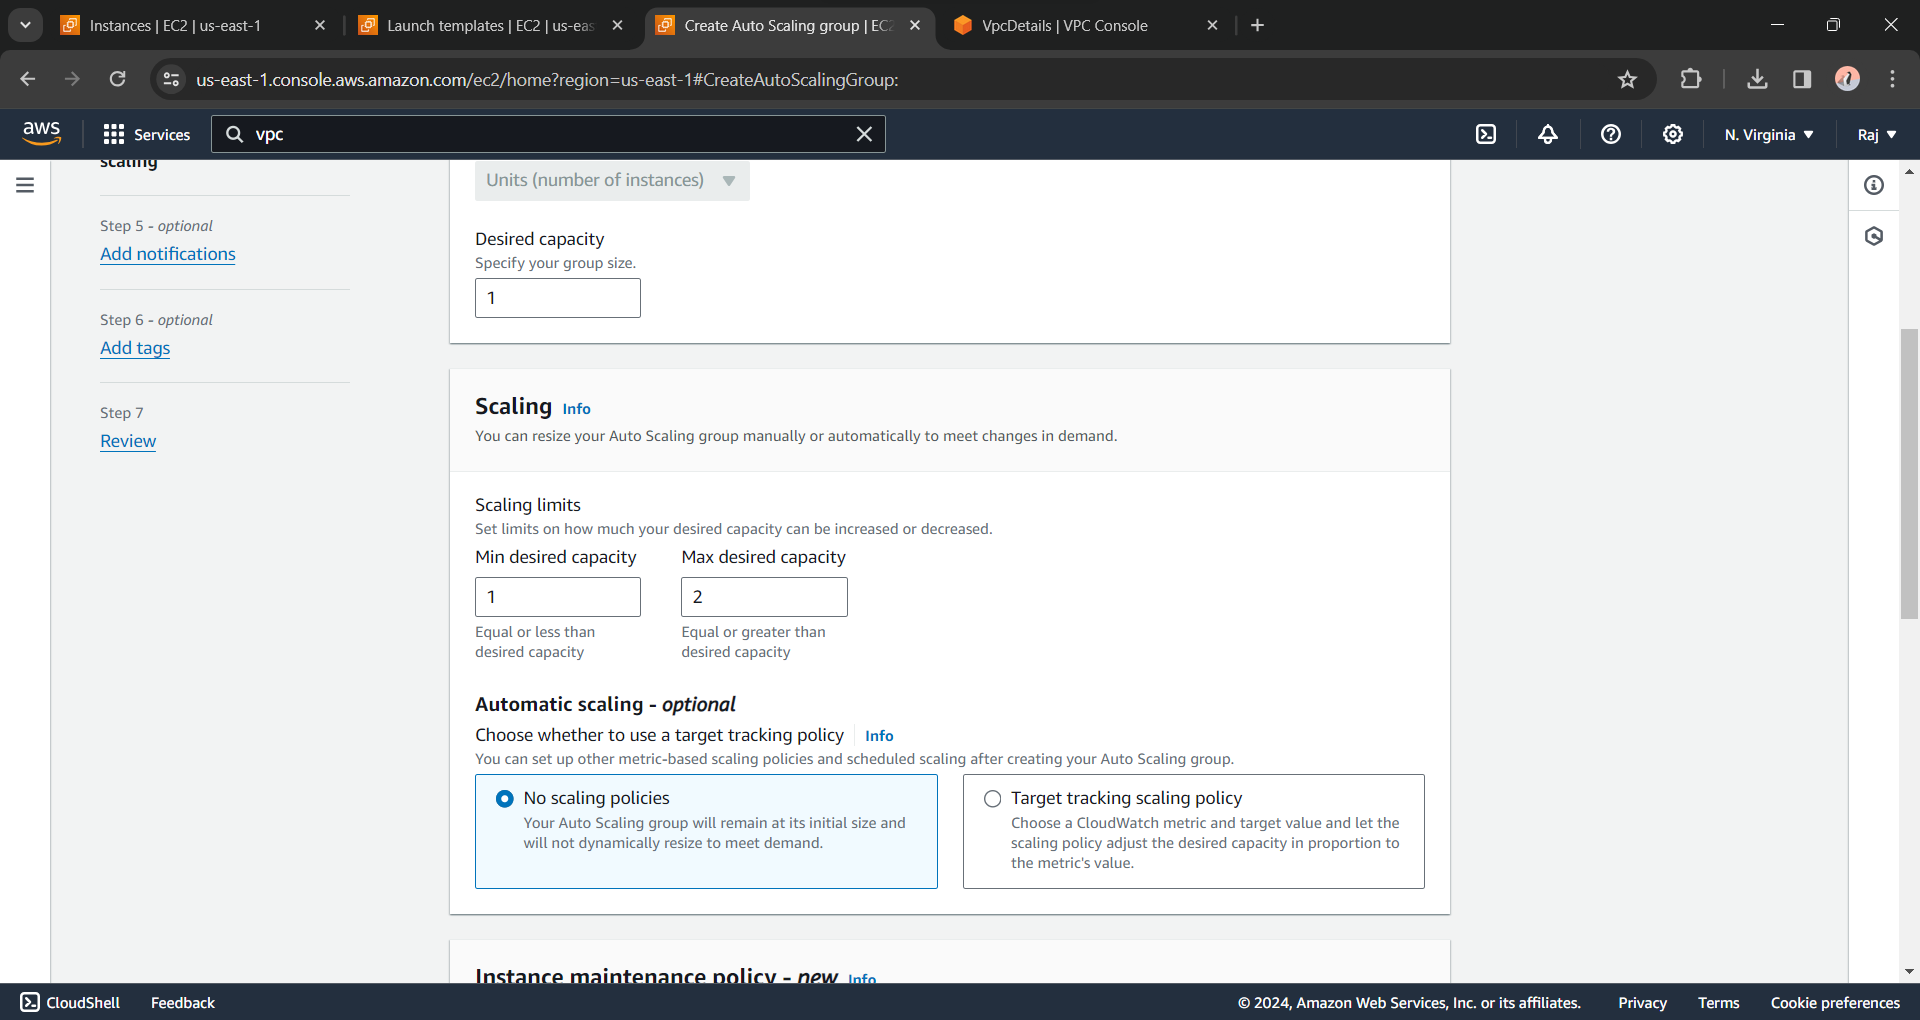 Instances | EC2 | us-east-1
Launch templates | EC2 | us-eas
Create Auto Scaling group | EC2
VpcDetails | VPC Console
us-east-1.console.aws.amazon.com/ec2/home?region=us-east-1#CreateAutoScalingGroup:
aws
Services
vpc
N. Virginia
Raj
scaling
Step 5 - optional
Add notifications
Step 6 - optional
Add tags
Step 7
Review
Units (number of instances)
Desired capacity
Specify your group size.
1
Scaling Info
You can resize your Auto Scaling group manually or automatically to meet changes in demand.
Scaling limits
Set limits on how much your desired capacity can be increased or decreased.
Min desired capacity
Max desired capacity
1
2
Equal or less than
desired capacity
Equal or greater than
desired capacity
Automatic scaling - optional
Choose whether to use a target tracking policy Info
You can set up other metric-based scaling policies and scheduled scaling after creating your Auto Scaling group.
No scaling policies
Your Auto Scaling group will remain at its initial size and
will not dynamically resize to meet demand.
Target tracking scaling policy
Choose a CloudWatch metric and target value and let the
scaling policy adjust the desired capacity in proportion to
the metric's value.
Instance maintenance policy - new Info
CloudShell
Feedback
© 2024, Amazon Web Services, Inc. or its affiliates.
Privacy
Terms
Cookie preferences